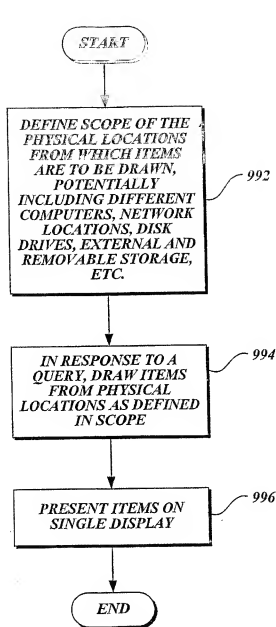 START
DEFINE SCOPE OF THE
PHYSICAL LOCATIONS
FROM WHICH ITEMS
ARE TO BE DRAWN,
POTENTIALLY
INCLUDING DIFFERENT
COMPUTERS, NETWORK
LOCATIONS, DISK
DRIVES, EXTERNAL AND
REMOVABLE STORAGE,
ETC.
992
IN RESPONSE TO A
QUERY, DRAW ITEMS
FROM PHYSICAL
LOCATIONS AS DEFINED
IN SCOPE
994
PRESENT ITEMS ON
SINGLE DISPLAY
996
END